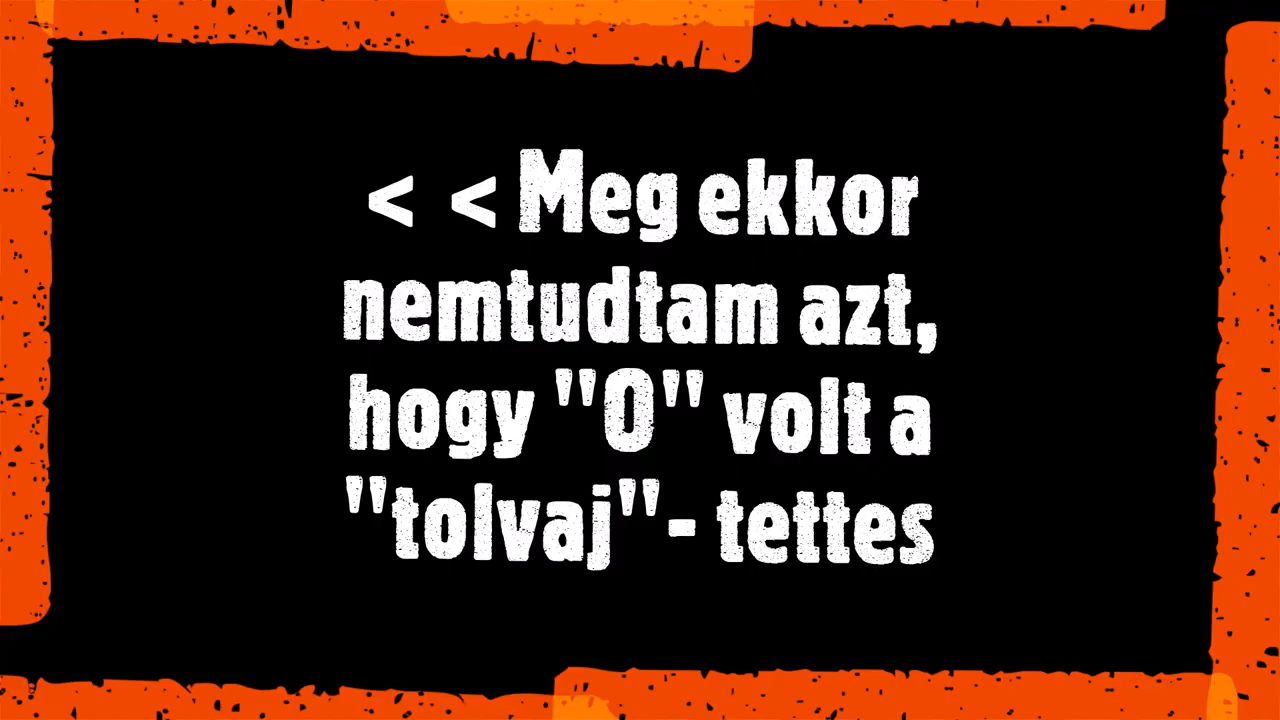 < < Meg ekkor
nemtudtam azt,
hogy "O" volt a
"tolvaj"- tettes